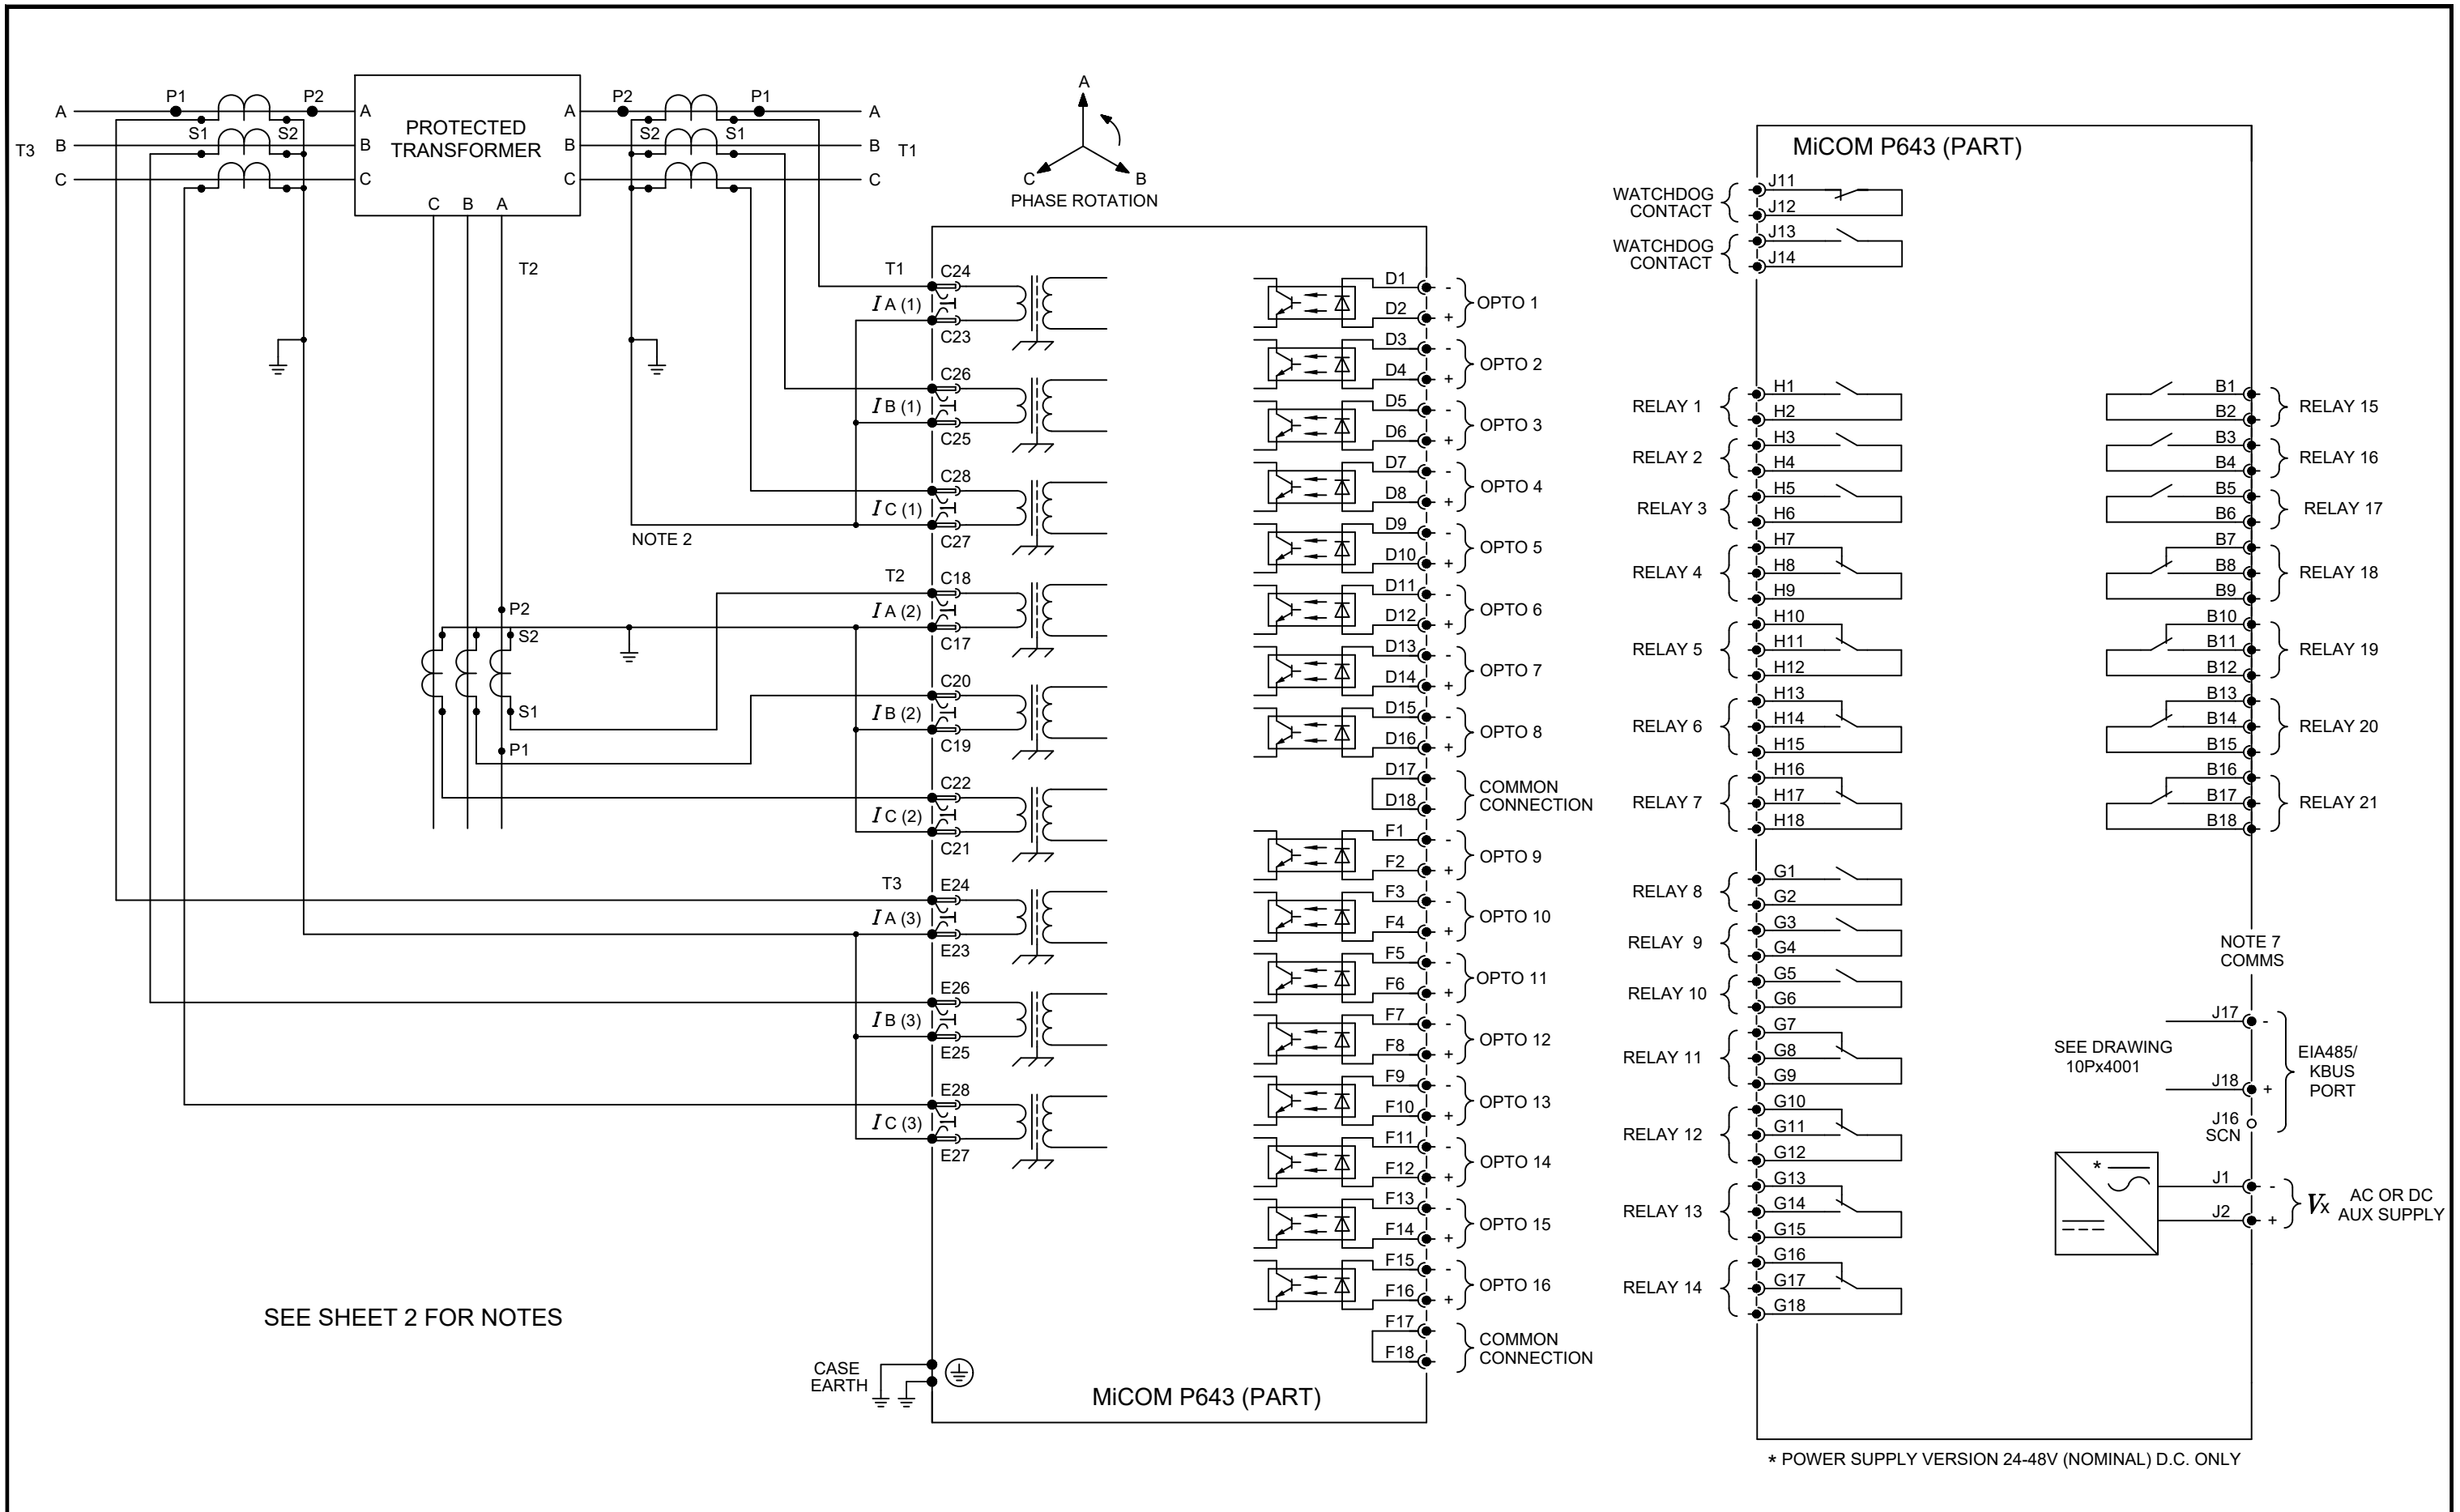 A
P1
P2
A
PROTECTED
TRANSFORMER
A
P2
P1
A
S1
S2
S2
S1
T3
B
B
B
B
T1
C
C
C
C
C
B
A
T2
A
C
B
PHASE ROTATION
T1
C24
I A (1)
C23
C26
I B (1)
C25
C28
I C (1)
C27
NOTE 2
T2
C18
I A (2)
C17
P2
S2
C20
I B (2)
C19
S1
P1
C22
I C (2)
C21
T3
E24
I A (3)
E23
E26
I B (3)
E25
E28
I C (3)
E27
D1 -
D2 +
OPTO 1
D3 -
D4 +
OPTO 2
D5 -
D6 +
OPTO 3
D7 -
D8 +
OPTO 4
D9 -
D10 +
OPTO 5
D11 -
D12 +
OPTO 6
D13 -
D14 +
OPTO 7
D15 -
D16 +
OPTO 8
D17
D18
COMMON
CONNECTION
F1 -
F2 +
OPTO 9
F3 -
F4 +
OPTO 10
F5 -
F6 +
OPTO 11
F7 -
F8 +
OPTO 12
F9 -
F10 +
OPTO 13
F11 -
F12 +
OPTO 14
F13 -
F14 +
OPTO 15
F15 -
F16 +
OPTO 16
F17
F18
COMMON
CONNECTION
SEE SHEET 2 FOR NOTES
CASE
EARTH
MiCOM P643 (PART)
MiCOM P643 (PART)
WATCHDOG
CONTACT
J11
J12
WATCHDOG
CONTACT
J13
J14
RELAY 1
H1
H2
RELAY 2
H3
H4
RELAY 3
H5
H6
RELAY 4
H7
H8
H9
RELAY 5
H10
H11
H12
RELAY 6
H13
H14
H15
RELAY 7
H16
H17
H18
RELAY 8
G1
G2
RELAY 9
G3
G4
RELAY 10
G5
G6
RELAY 11
G7
G8
G9
RELAY 12
G10
G11
G12
RELAY 13
G13
G14
G15
RELAY 14
G16
G17
G18
B1
B2
RELAY 15
B3
B4
RELAY 16
B5
B6
RELAY 17
B7
B8
B9
RELAY 18
B10
B11
B12
RELAY 19
B13
B14
B15
RELAY 20
B16
B17
B18
RELAY 21
NOTE 7
COMMS
J17 -
SEE DRAWING
10Px4001
J18 +
J16
SCN
EIA485/
KBUS
PORT
*
J1 -
J2 +
Vx
AC OR DC
AUX SUPPLY
* POWER SUPPLY VERSION 24-48V (NOMINAL) D.C. ONLY